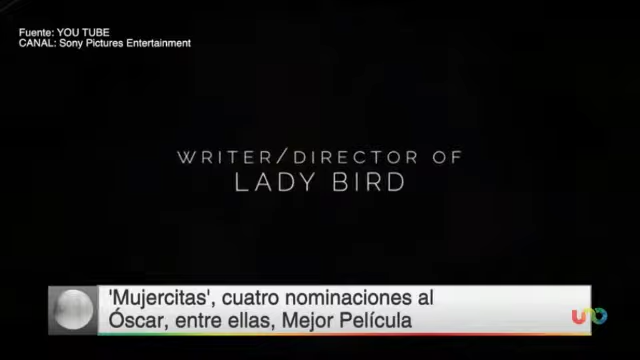 Fuente: YOU TUBE
CANAL: Sony Pictures Entertainment
WRITER/DIRECTOR OF
LADY BIRD
'Mujercitas', cuatro nominaciones al
Óscar, entre ellas, Mejor Película
UNO